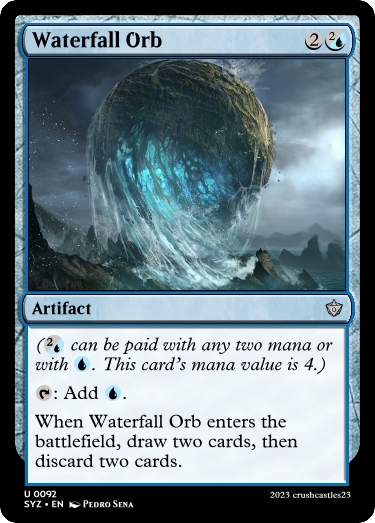 Waterfall Orb 2 2
Artifact
(2 can be paid with any two mana or
with . This card's mana value is 4.)
: Add .
When Waterfall Orb enters the
battlefield, draw two cards, then
discard two cards.
U 0092
SYZ • EN Pedro Sena
2023 crushcastles23